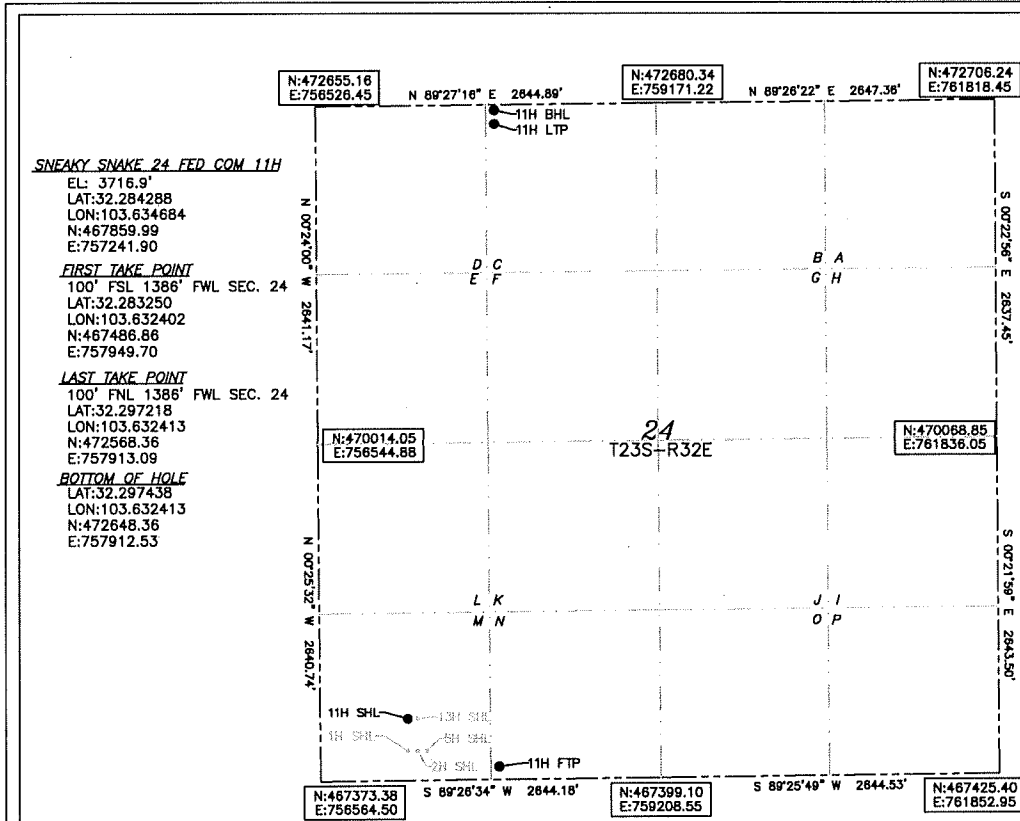 N:472655.16
E:756526.45
N 89°27'16" E 2644.89'
N:472680.34
E:759171.22
N 89°26'22" E 2647.36'
N:472706.24
E:761818.45
11H BHL
11H LTP
SNEAKY SNAKE 24 FED COM 11H
EL: 3716.9'
LAT:32.284288
LON:103.634684
N:467859.99
E:757241.90
FIRST TAKE POINT
100' FSL 1386' FWL SEC. 24
LAT:32.283250
LON:103.632402
N:467486.86
E:757949.70
LAST TAKE POINT
100' FNL 1386' FWL SEC. 24
LAT:32.297218
LON:103.632413
N:472568.36
E:757913.09
BOTTOM OF HOLE
LAT:32.297438
LON:103.632413
N:472648.36
E:757912.53
N 00°24'00" W 2641.17'
S 00°22'56" E 2637.45'
D C
E F
B A
G H
N:470014.05
E:756544.88
24
T23S-R32E
N:470068.85
E:761836.05
N 00°25'32" W 2640.74'
S 00°21'59" E 2643.50'
L K
M N
J I
O P
11H SHL
13H SHL
1H SHL
5H SHL
2H SHL
11H FTP
N:467373.38
E:756564.50
S 89°26'34" W 2644.18'
N:467399.10
E:759208.55
S 89°25'49" W 2644.53'
N:467425.40
E:761852.95